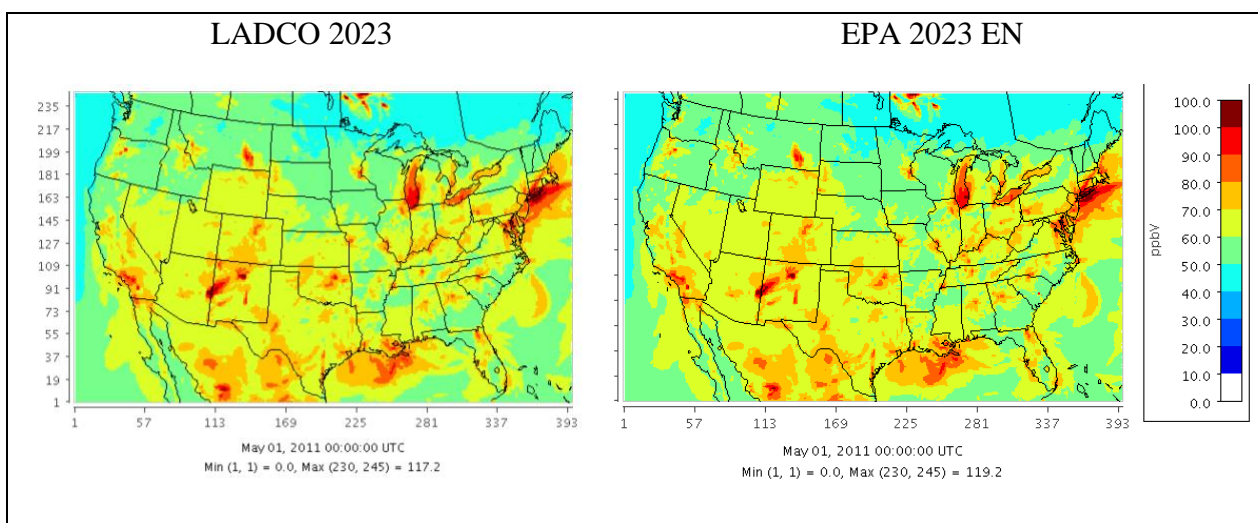 LADCO 2023
EPA 2023 EN
235
217
199
181
163
145
127
109
91
73
55
37
19
1
1 57 113 169 225 281 337 393
May 01, 2011 00:00:00 UTC
Min (1, 1) = 0.0, Max (230, 245) = 117.2
1 57 113 169 225 281 337 393
May 01, 2011 00:00:00 UTC
Min (1, 1) = 0.0, Max (230, 245) = 119.2
ppbV
100.0
100.0
90.0
80.0
70.0
60.0
50.0
40.0
30.0
20.0
10.0
0.0